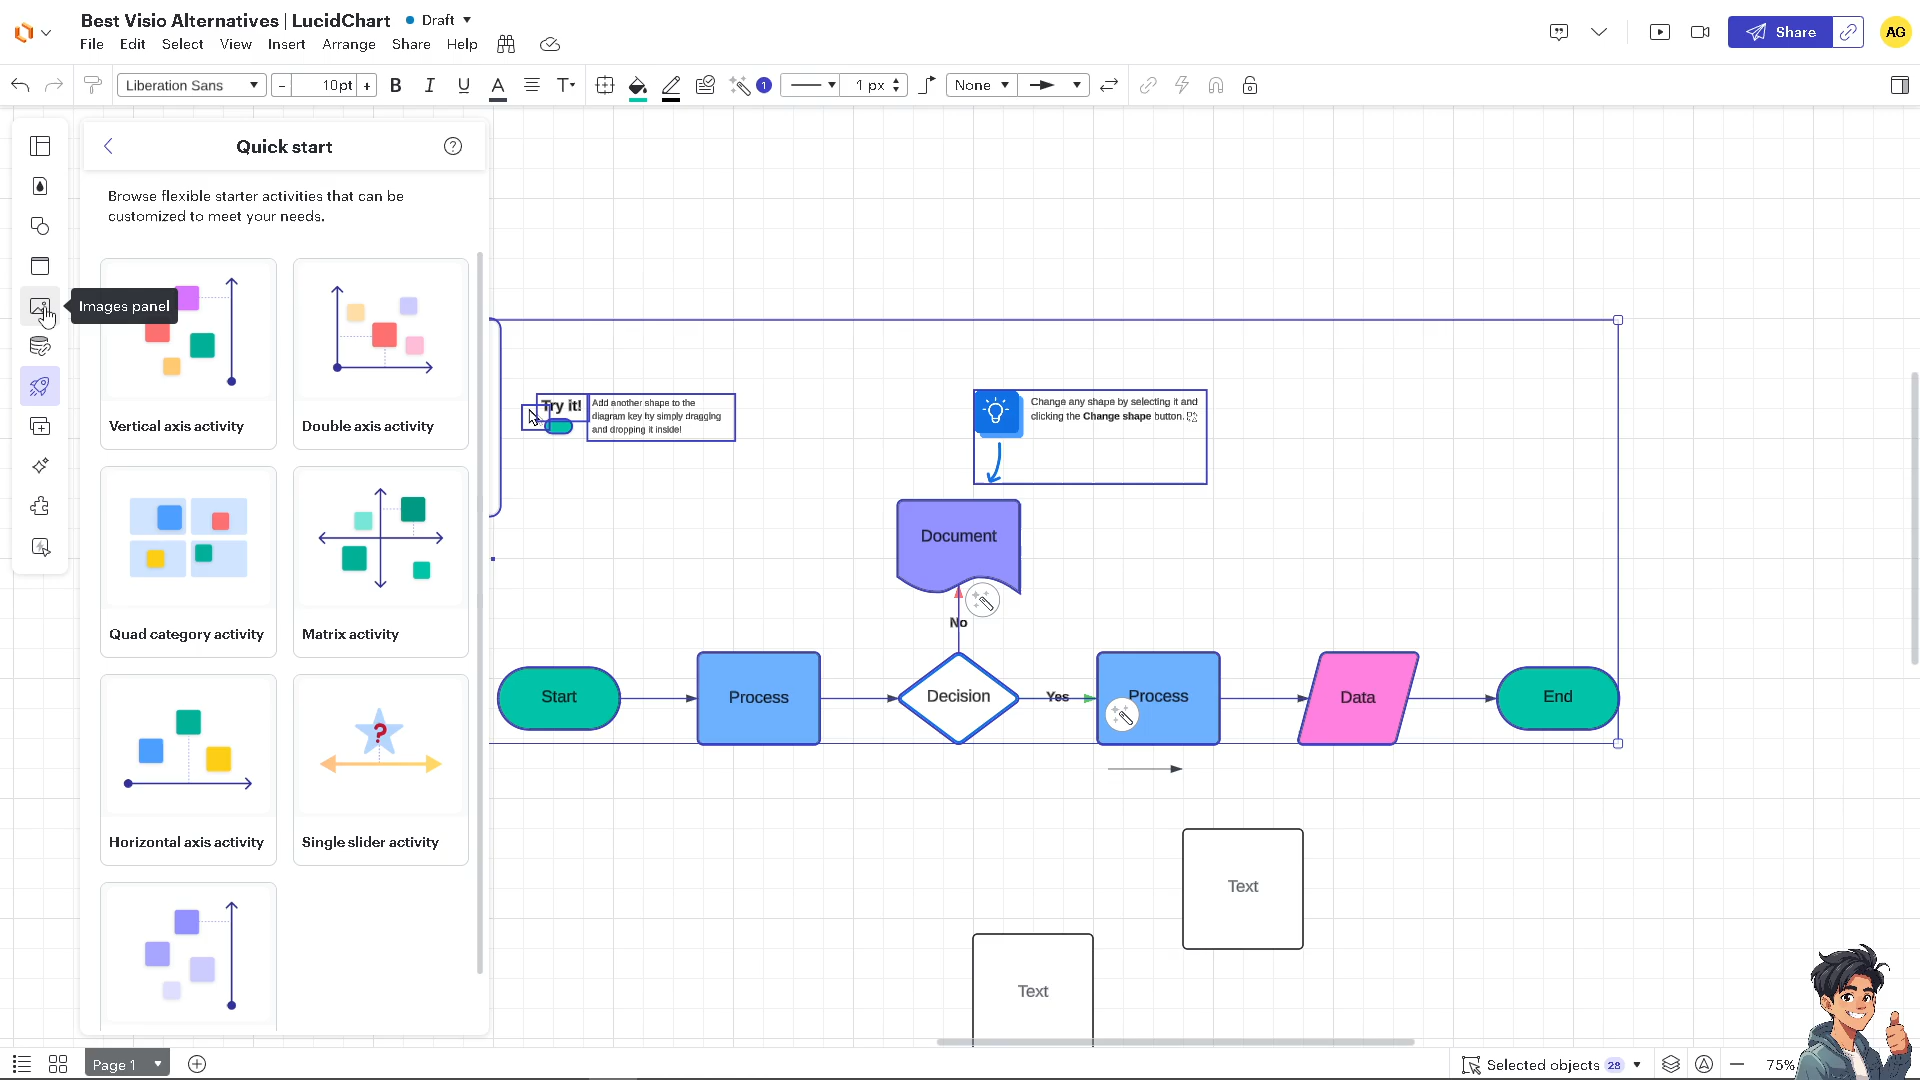 Best Visio Alternatives | LucidChart
Draft
File Edit Select View Insert Arrange Share Help
Share
AG
Liberation Sans
- 10pt +
B I U A T
1
1 px
None
Quick start
?
Browse flexible starter activities that can be
customized to meet your needs.
Images panel
Vertical axis activity
Double axis activity
Quad category activity
Matrix activity
?
Horizontal axis activity
Single slider activity
Try it!
Add another shape to the
diagram key by simply dragging
and dropping it inside!
Change any shape by selecting it and
clicking the Change shape button.
Document
No
Start
Process
Decision
Yes
Process
Data
End
Text
Text
Page 1
Selected objects 28
75%